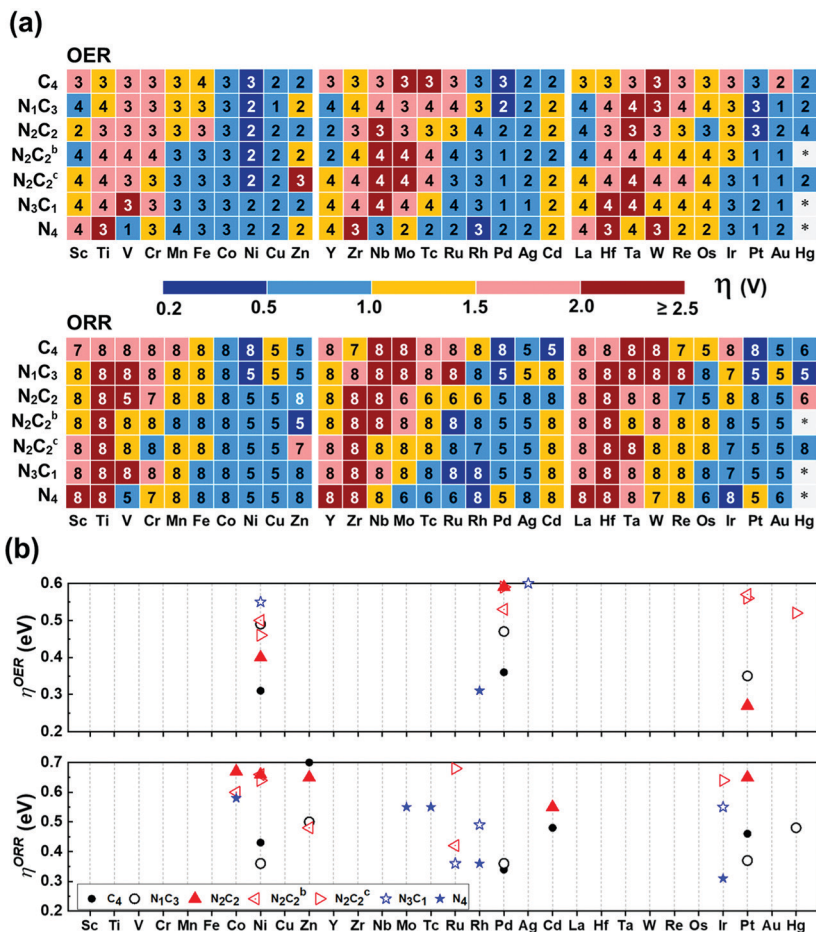 (a)
OER
C4 3 3 3 3 3 4 3 3 2 2 3 3 3 3 3 3 3 3 2 2 3 3 3 3 3 3 3 3 2 2
N1C3 4 4 3 3 3 3 3 2 1 2 4 4 4 3 4 4 3 2 2 2 4 4 4 3 4 4 3 3 1 2
N2C2 2 3 3 3 3 3 3 2 2 2 2 3 3 3 3 3 4 2 2 2 4 3 3 3 3 3 3 3 2 4
N2C2b 4 4 4 4 3 3 3 2 2 2 2 4 4 4 4 3 3 1 2 2 4 4 4 4 4 4 3 1 1 *
N2C2c 4 4 3 3 3 3 3 2 2 3 4 4 4 4 4 3 3 1 1 2 4 4 4 4 4 4 3 1 1 2
N3C1 4 4 3 3 3 3 3 2 2 2 4 4 4 4 4 4 3 1 1 2 4 4 4 4 4 4 3 2 1 *
N4 4 3 1 3 4 3 3 2 2 2 4 3 3 2 2 2 3 2 2 2 4 3 4 3 2 2 3 1 2 *
Sc Ti V Cr Mn Fe Co Ni Cu Zn Y Zr Nb Mo Tc Ru Rh Pd Ag Cd La Hf Ta W Re Os Ir Pt Au Hg
η (V)
0.2 0.5 1.0 1.5 2.0 ≥ 2.5
ORR
C4 7 8 8 8 8 8 8 8 5 5 8 7 8 8 8 8 8 8 5 5 8 8 8 8 7 5 8 8 5 6
N1C3 8 8 8 8 8 8 8 5 5 5 8 8 8 8 8 8 8 5 5 8 8 8 8 8 8 8 7 5 5 5
N2C2 8 8 5 7 8 8 8 5 5 8 8 8 8 6 6 6 6 5 8 8 8 8 8 8 7 5 8 8 5 6
N2C2b 8 8 8 8 8 8 8 5 5 5 8 8 8 8 8 8 8 5 5 8 8 8 8 8 8 8 8 5 5 *
N2C2c 8 8 8 8 8 8 8 5 5 7 8 8 8 8 8 8 7 5 5 8 8 8 8 8 8 8 7 5 5 8
N3C1 8 8 8 8 8 8 8 5 5 8 8 8 8 8 8 8 8 5 5 8 8 8 8 8 8 8 7 5 5 *
N4 8 8 5 7 8 8 8 5 5 8 8 8 8 6 6 6 8 5 8 8 8 8 8 7 8 6 8 5 6 *
Sc Ti V Cr Mn Fe Co Ni Cu Zn Y Zr Nb Mo Tc Ru Rh Pd Ag Cd La Hf Ta W Re Os Ir Pt Au Hg
(b)
η^OER (eV)
0.6
0.5
0.4
0.3
0.2
η^ORR (eV)
0.7
0.6
0.5
0.4
0.3
0.2
C4 N1C3 N2C2 N2C2b N2C2c N3C1 N4
Sc Ti V Cr Mn Fe Co Ni Cu Zn Y Zr Nb Mo Tc Ru Rh Pd Ag Cd La Hf Ta W Re Os Ir Pt Au Hg